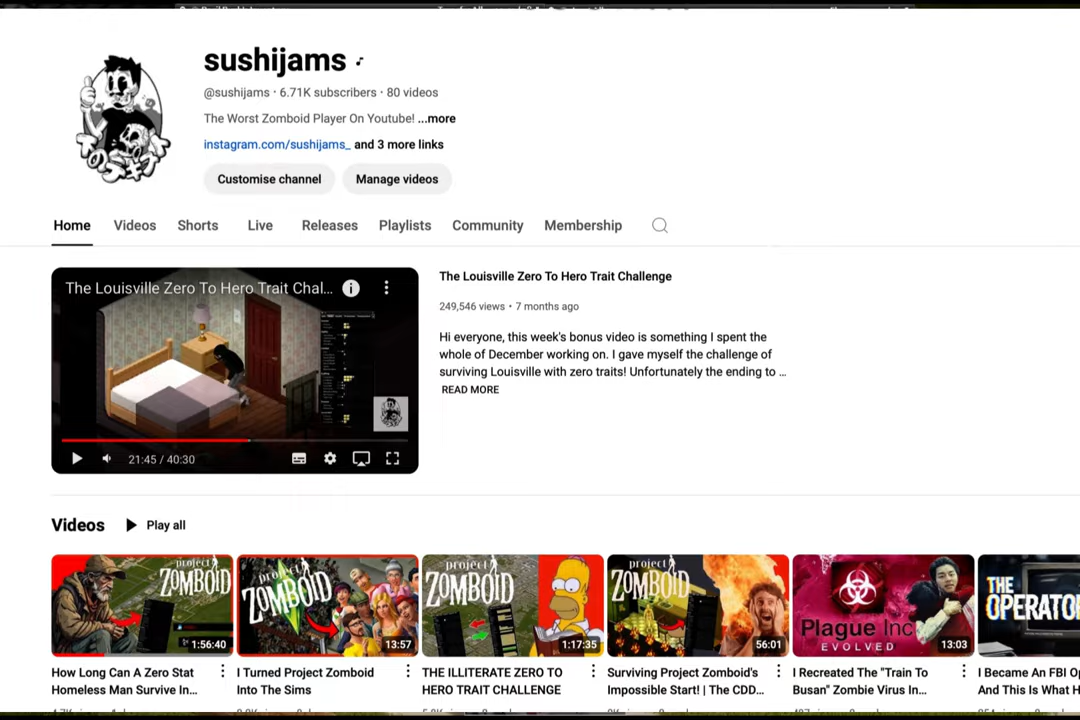 sushijams
@sushijams · 6.71K subscribers · 80 videos
The Worst Zomboid Player On Youtube! ...more
instagram.com/sushijams_ and 3 more links
Customise channel
Manage videos
Home
Videos
Shorts
Live
Releases
Playlists
Community
Membership
The Louisville Zero To Hero Trait Chal...
21:45 / 40:30
The Louisville Zero To Hero Trait Challenge
249,546 views • 7 months ago
Hi everyone, this week's bonus video is something I spent the
whole of December working on. I gave myself the challenge of
surviving Louisville with zero traits! Unfortunately the ending to ...
READ MORE
Videos
Play all
project
ZOMBOID
1:56:40
project
ZOMBOID
13:57
project
ZOMBOID
1:17:35
project
ZOMBOID
56:01
Plague Inc
EVOLVED
13:03
THE
OPERATO
How Long Can A Zero Stat
Homeless Man Survive In...
I Turned Project Zomboid
Into The Sims
THE ILLITERATE ZERO TO
HERO TRAIT CHALLENGE
Surviving Project Zomboid's
Impossible Start! | The CDD...
I Recreated The "Train To
Busan" Zombie Virus In...
I Became An FBI Op
And This Is What H